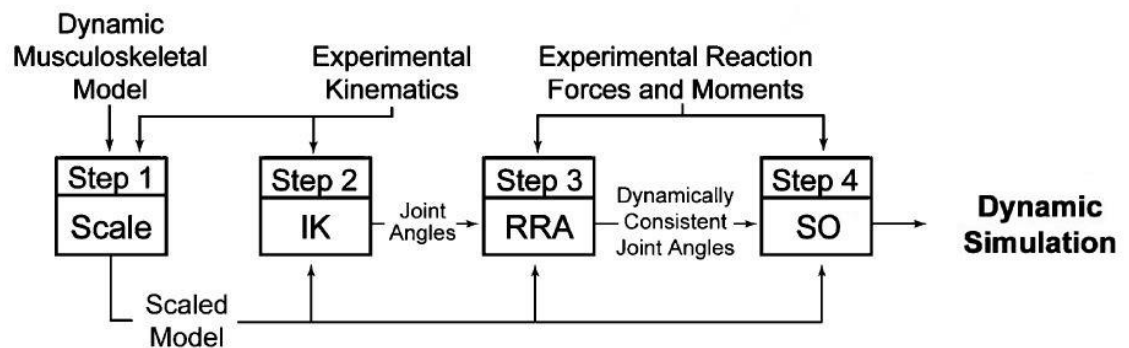 Dynamic
Musculoskeletal
Model
Experimental
Kinematics
Experimental Reaction
Forces and Moments
Step 1
Scale
Step 2
IK
Joint
Angles
Step 3
RRA
Dynamically
Consistent
Joint Angles
Step 4
SO
Dynamic
Simulation
Scaled
Model